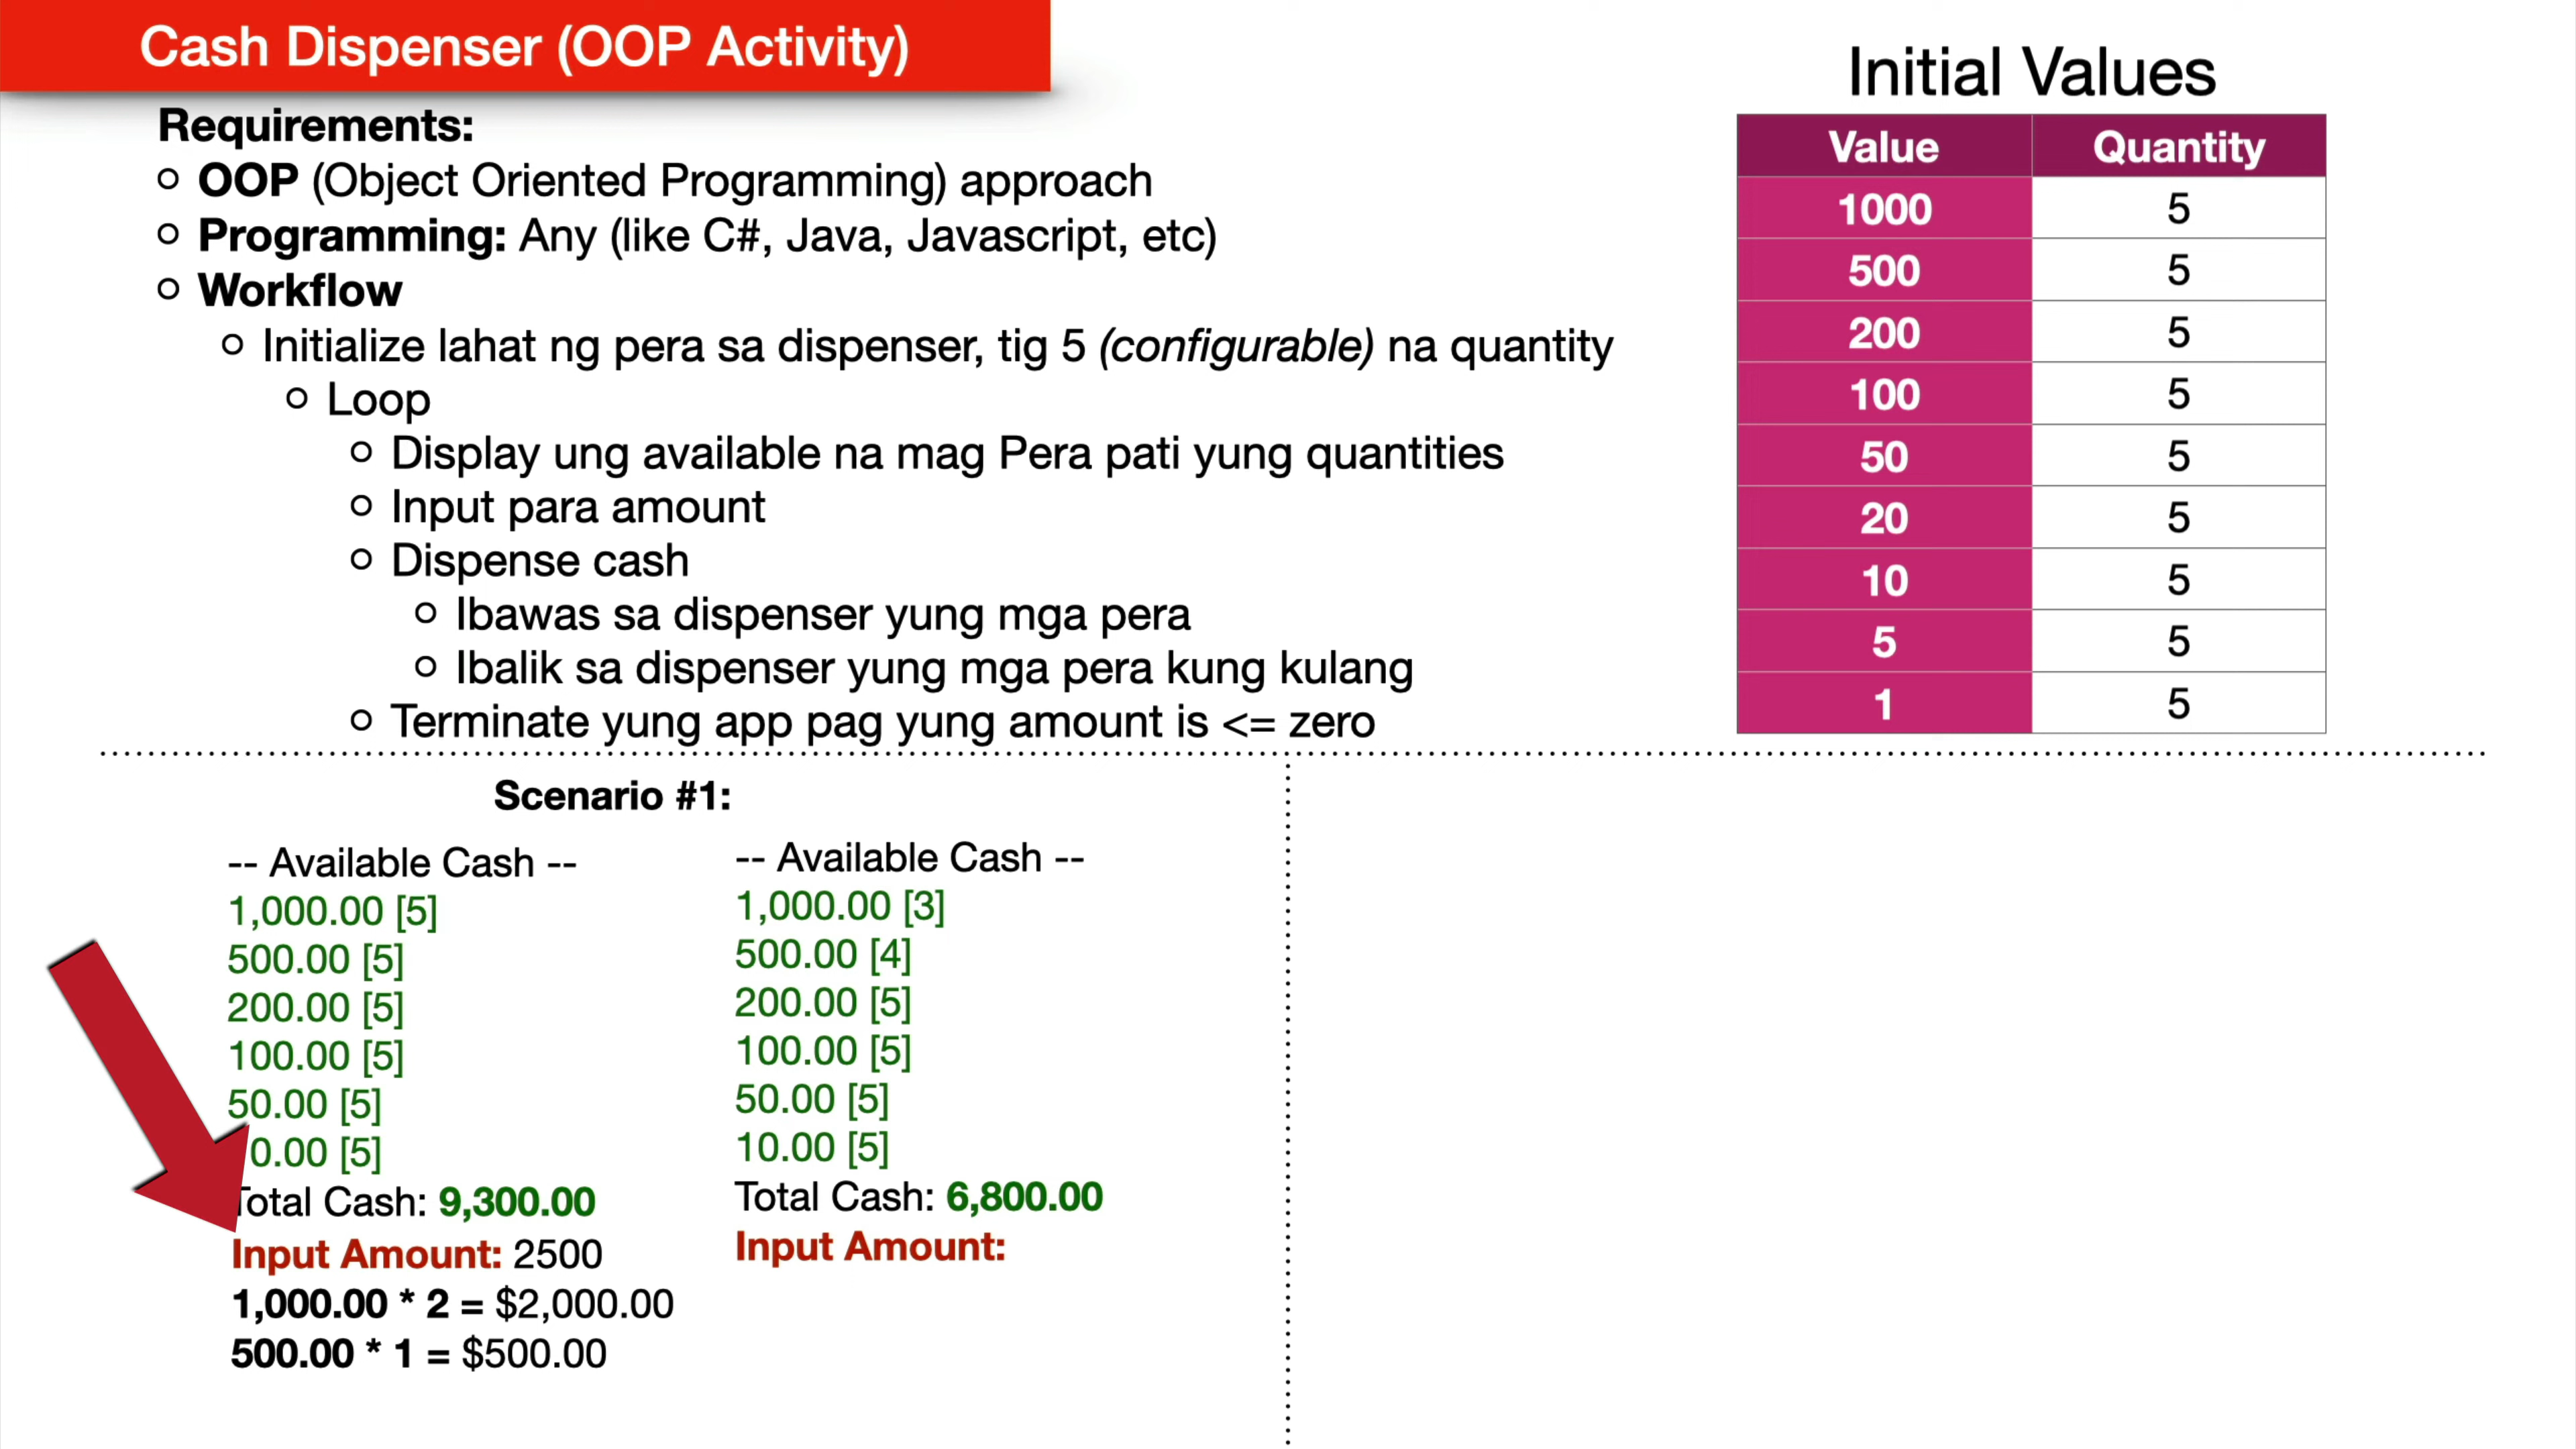 Cash Dispenser (OOP Activity)
Requirements:
OOP (Object Oriented Programming) approach
Programming: Any (like C#, Java, Javascript, etc)
Workflow
Initialize lahat ng pera sa dispenser, tig 5 (configurable) na quantity
Loop
Display ung available na mag Pera pati yung quantities
Input para amount
Dispense cash
Ibawas sa dispenser yung mga pera
Ibalik sa dispenser yung mga pera kung kulang
Terminate yung app pag yung amount is <= zero
Initial Values
Value Quantity
1000 5
500 5
200 5
100 5
50 5
20 5
10 5
5 5
1 5
Scenario #1:
-- Available Cash --
1,000.00 [5]
500.00 [5]
200.00 [5]
100.00 [5]
50.00 [5]
0.00 [5]
Total Cash: 9,300.00
Input Amount: 2500
1,000.00 * 2 = $2,000.00
500.00 * 1 = $500.00
-- Available Cash --
1,000.00 [3]
500.00 [4]
200.00 [5]
100.00 [5]
50.00 [5]
10.00 [5]
Total Cash: 6,800.00
Input Amount: